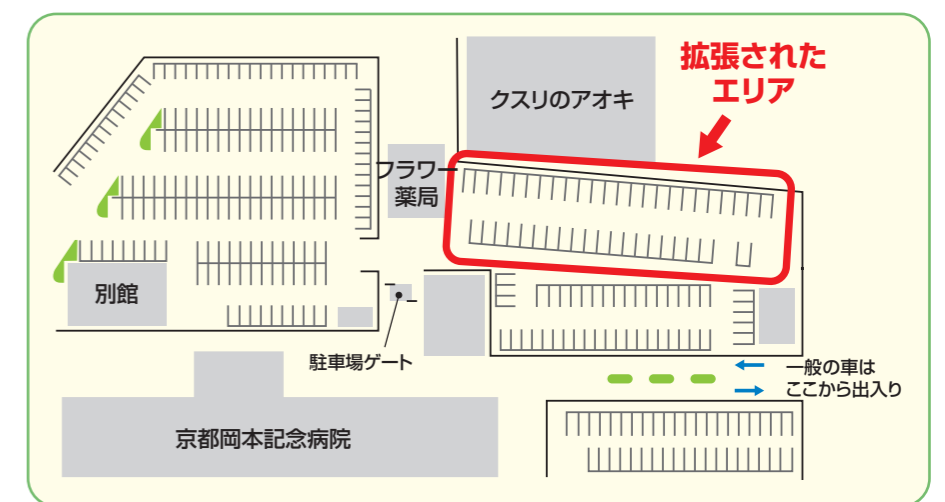 拡張された
エリア
クスリのアオキ
フラワー
薬局
別館
駐車場ゲート
一般の車は
ここから出入り
京都岡本記念病院